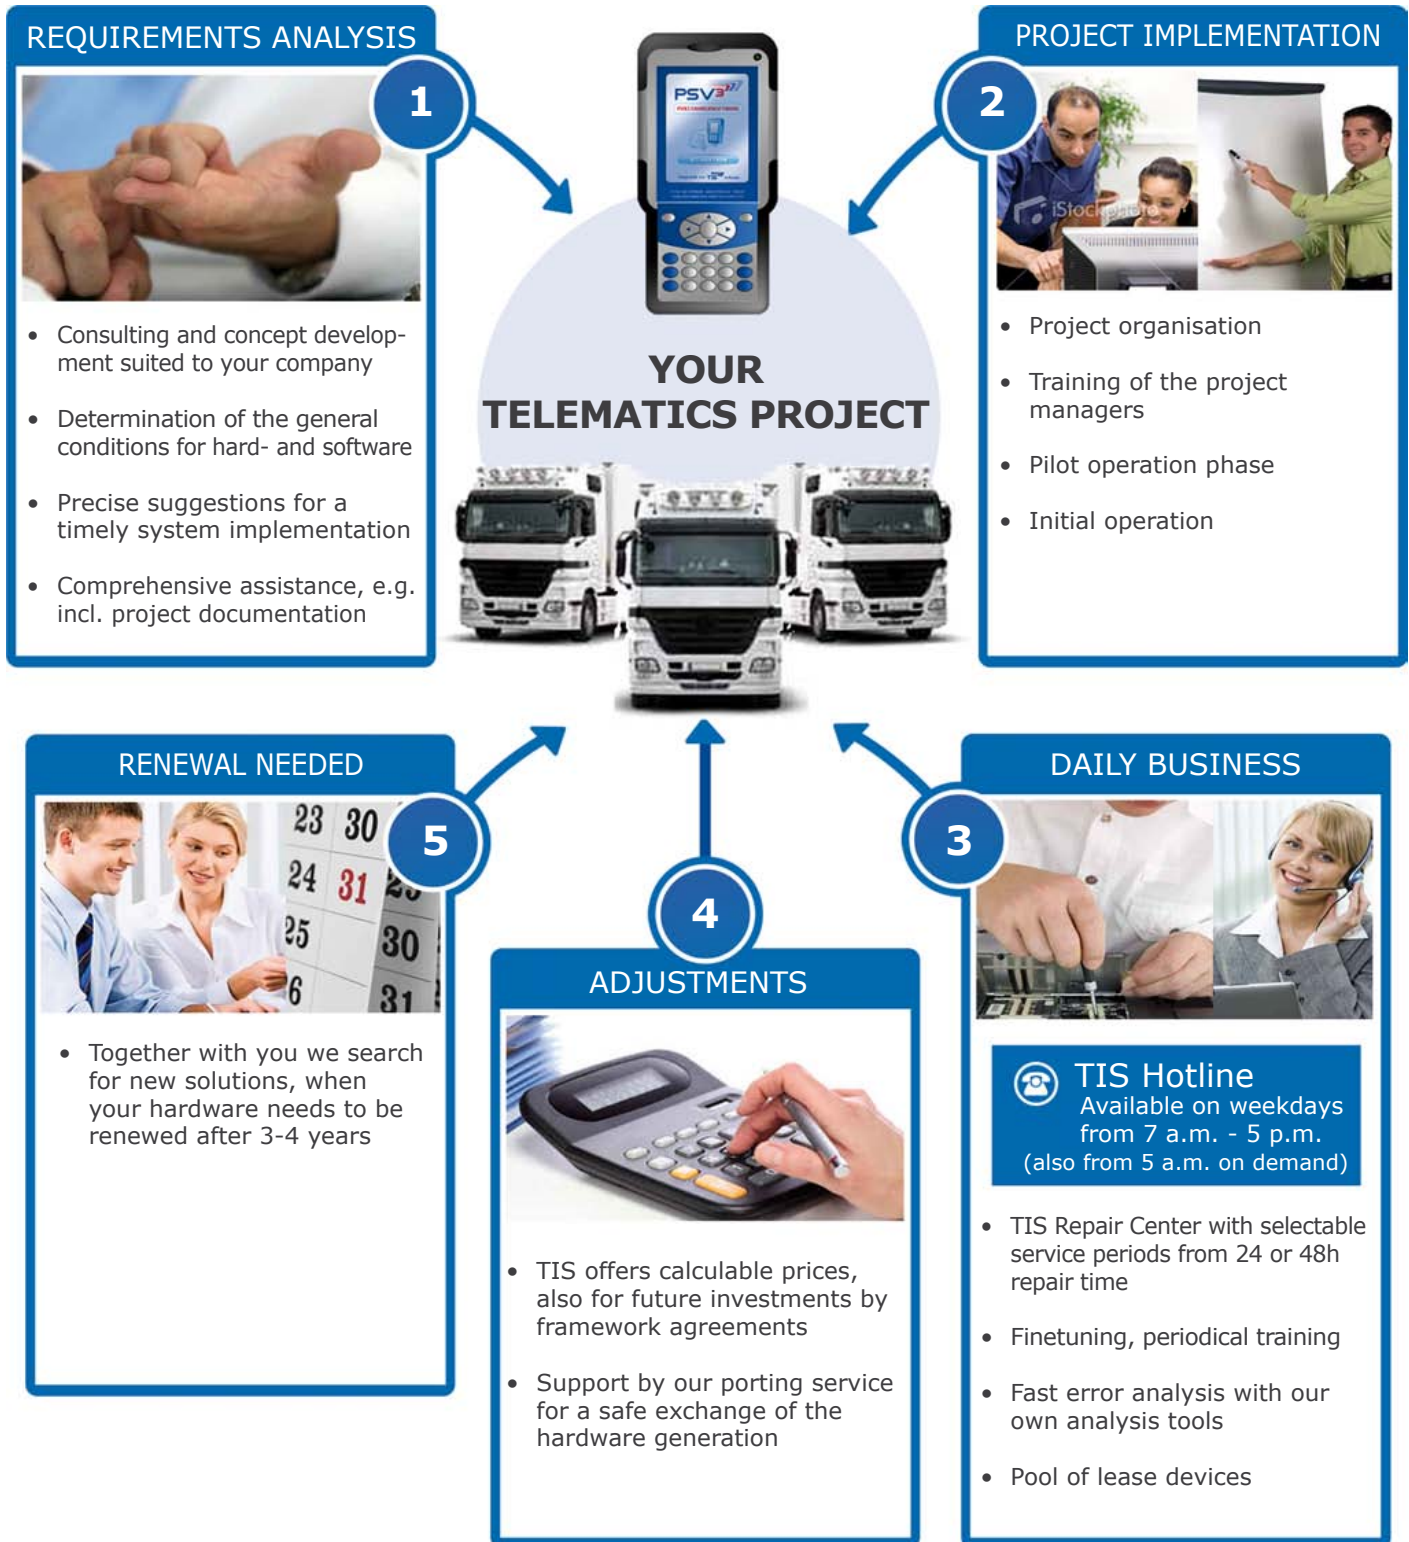 REQUIREMENTS ANALYSIS
1
• Consulting and concept develop-
ment suited to your company
• Determination of the general
conditions for hard- and software
• Precise suggestions for a
timely system implementation
• Comprehensive assistance, e.g.
incl. project documentation
PSV3
YOUR
TELEMATICS PROJECT
PROJECT IMPLEMENTATION
2
iStockphoto
• Project organisation
• Training of the project
managers
• Pilot operation phase
• Initial operation
DAILY BUSINESS
3
TIS Hotline
Available on weekdays
from 7 a.m. - 5 p.m.
(also from 5 a.m. on demand)
• TIS Repair Center with selectable
service periods from 24 or 48h
repair time
• Finetuning, periodical training
• Fast error analysis with our
own analysis tools
• Pool of lease devices
4
ADJUSTMENTS
• TIS offers calculable prices,
also for future investments by
framework agreements
• Support by our porting service
for a safe exchange of the
hardware generation
RENEWAL NEEDED
5
23 30
24 31
25 30
6 31
• Together with you we search
for new solutions, when
your hardware needs to be
renewed after 3-4 years